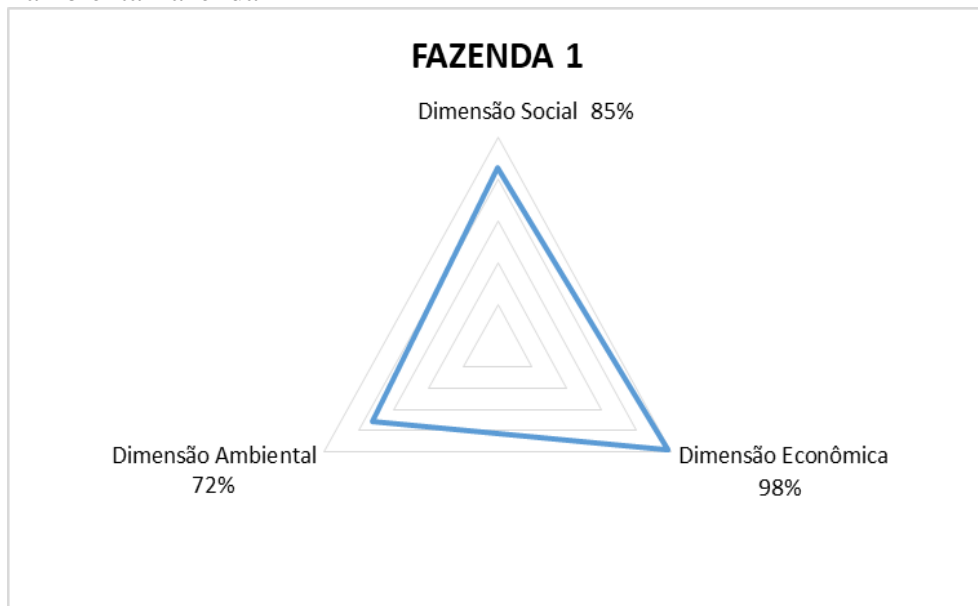 FAZENDA 1
Dimensão Social 85%
Dimensão Ambiental
72%
Dimensão Econômica
98%